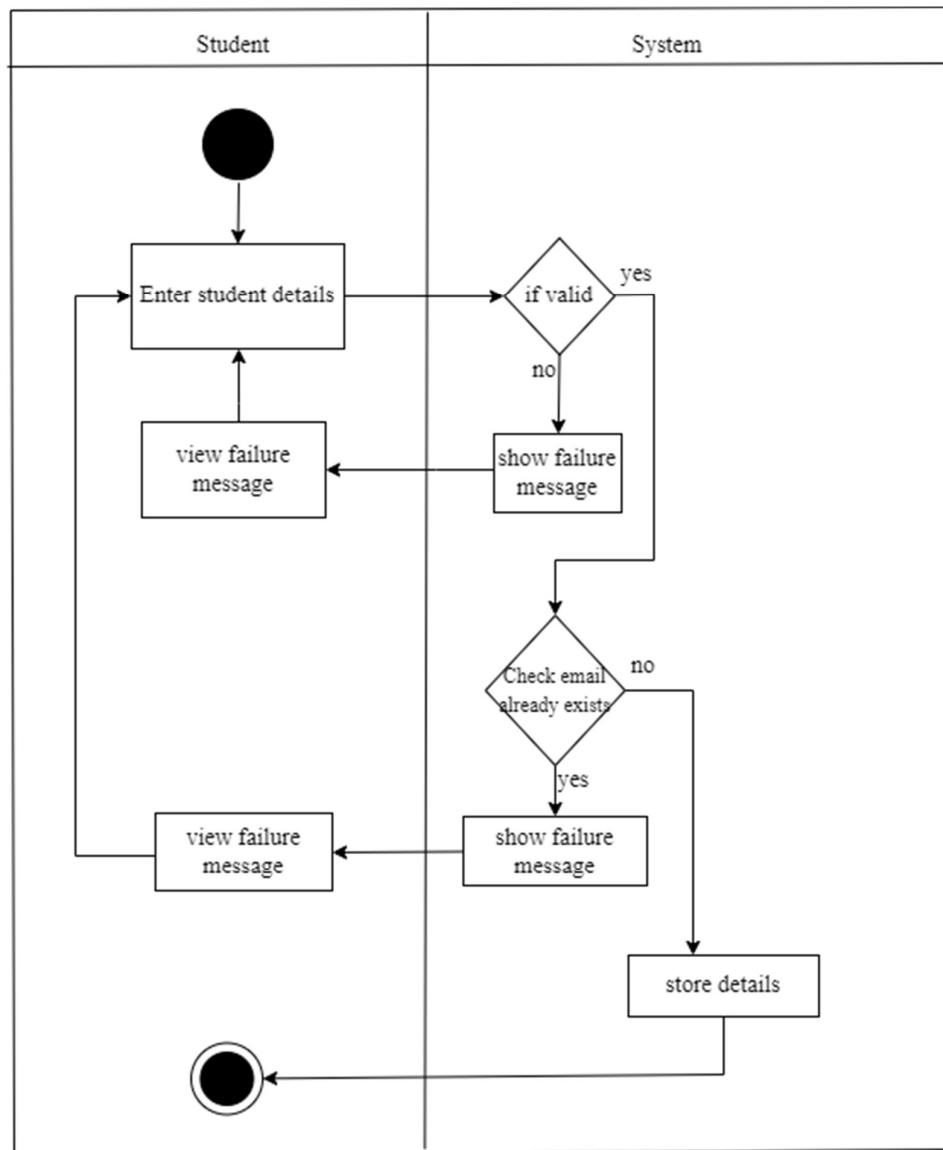 Student
System
Enter student details
if valid
yes
no
view failure
message
show failure
message
Check email
already exists
no
yes
view failure
message
show failure
message
store details